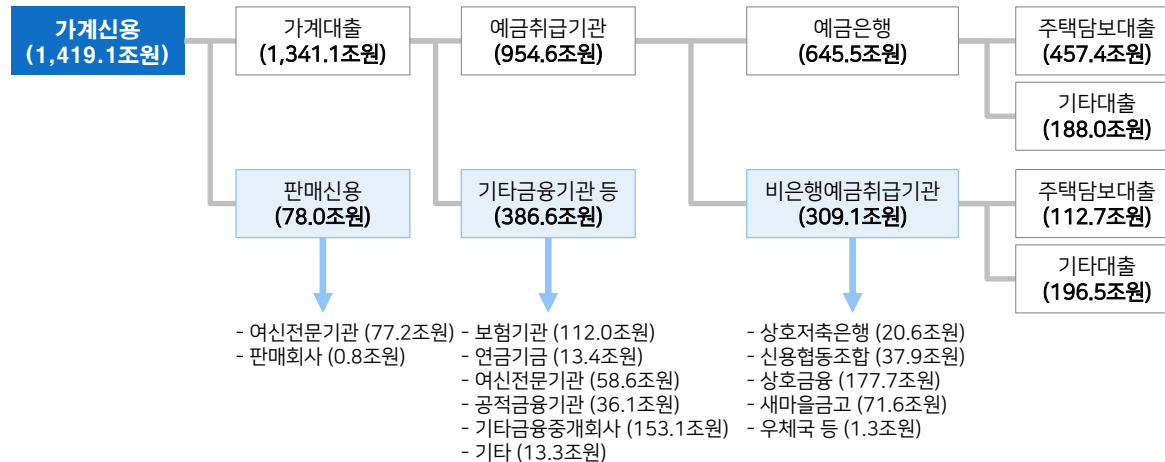 가계신용
(1,419.1조원)
가계대출
(1,341.1조원)
예금취급기관
(954.6조원)
예금은행
(645.5조원)
주택담보대출
(457.4조원)
기타대출
(188.0조원)
판매신용
(78.0조원)
기타금융기관 등
(386.6조원)
비은행예금취급기관
(309.1조원)
주택담보대출
(112.7조원)
기타대출
(196.5조원)
- 여신전문기관 (77.2조원)
- 판매회사 (0.8조원)
- 보험기관 (112.0조원)
- 연금기금 (13.4조원)
- 여신전문기관 (58.6조원)
- 공적금융기관 (36.1조원)
- 기타금융중개회사 (153.1조원)
- 기타 (13.3조원)
- 상호저축은행 (20.6조원)
- 신용협동조합 (37.9조원)
- 상호금융 (177.7조원)
- 새마을금고 (71.6조원)
- 우체국 등 (1.3조원)